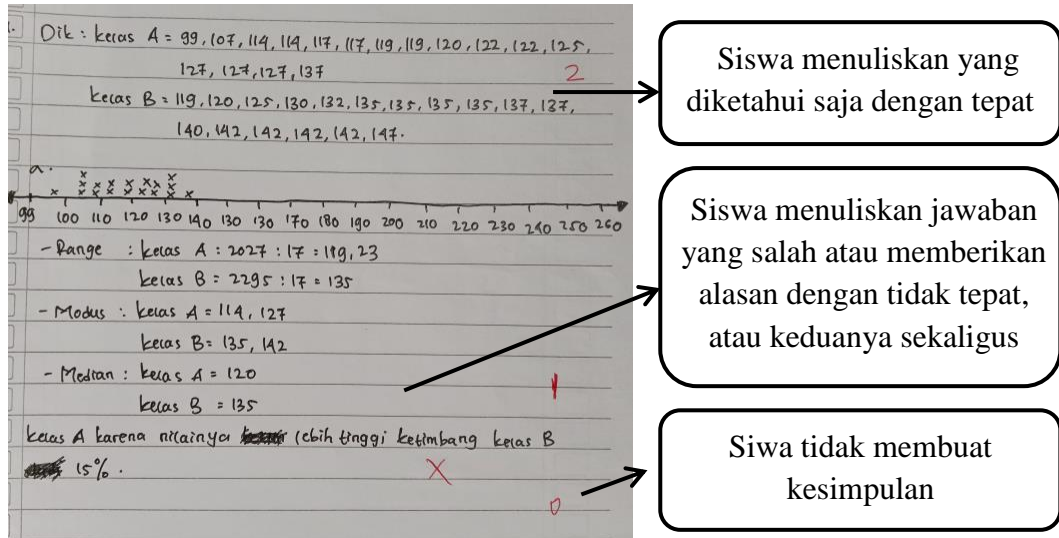 Dik : kelas A = 99, 107, 114, 114, 117, 117, 119, 119, 120, 122, 122, 125,
127, 127, 127, 137
2
kelas B = 119, 120, 125, 130, 132, 135, 135, 135, 135, 137, 137,
140, 142, 142, 142, 142, 147.
a.
99 100 110 120 130 140 130 130 170 180 190 200 210 220 230 240 250 260
- Range : kelas A : 2027 : 17 = 119,23
kelas B = 2295 : 17 = 135
- Modus : kelas A = 114, 127
kelas B = 135, 142
- Median : kelas A = 120
kelas B = 135
1
kelas A karena nilainya lebih tinggi ketimbang kelas B
15%.
X
0
Siswa menuliskan yang
diketahui saja dengan tepat
Siswa menuliskan jawaban
yang salah atau memberikan
alasan dengan tidak tepat,
atau keduanya sekaligus
Siwa tidak membuat
kesimpulan